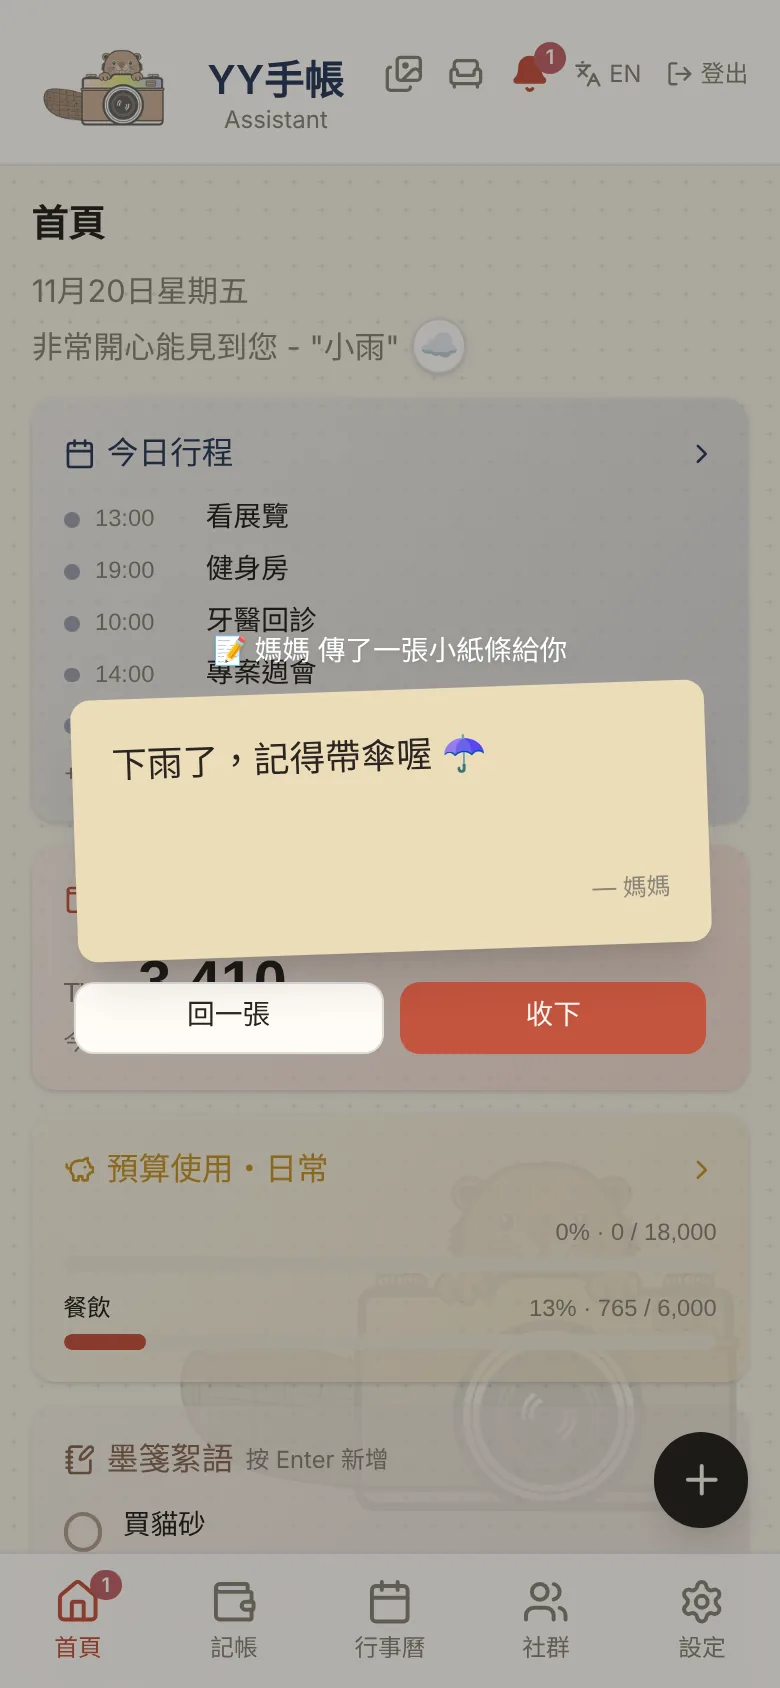 YY手帳
Assistant
1
EN
登出
首頁
11月20日星期五
非常開心能見到您 - "小雨"
今日行程
13:00 看展覽
19:00 健身房
10:00 牙醫回診
📝 媽媽 傳了一張小紙條給你
14:00 專案週會
下雨了，記得帶傘喔 ☂️
— 媽媽
3,410
回一張
收下
預算使用・日常
0% · 0 / 18,000
餐飲
13% · 765 / 6,000
墨箋絮語 按 Enter 新增
買貓砂
1
首頁
記帳
行事曆
社群
設定